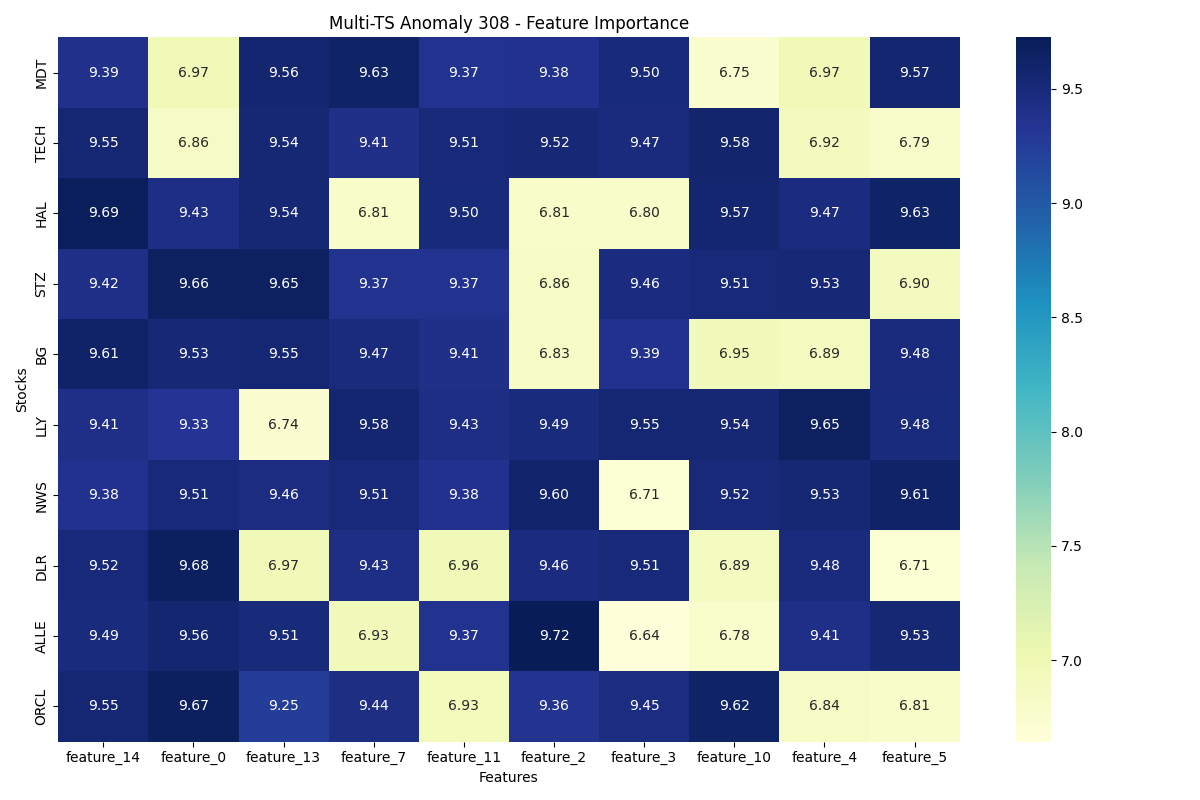 Multi-TS Anomaly 308 - Feature Importance
Stocks
MDT 9.39 6.97 9.56 9.63 9.37 9.38 9.50 6.75 6.97 9.57
TECH 9.55 6.86 9.54 9.41 9.51 9.52 9.47 9.58 6.92 6.79
HAL 9.69 9.43 9.54 6.81 9.50 6.81 6.80 9.57 9.47 9.63
STZ 9.42 9.66 9.65 9.37 9.37 6.86 9.46 9.51 9.53 6.90
BG 9.61 9.53 9.55 9.47 9.41 6.83 9.39 6.95 6.89 9.48
LLY 9.41 9.33 6.74 9.58 9.43 9.49 9.55 9.54 9.65 9.48
NWS 9.38 9.51 9.46 9.51 9.38 9.60 6.71 9.52 9.53 9.61
DLR 9.52 9.68 6.97 9.43 6.96 9.46 9.51 6.89 9.48 6.71
ALLE 9.49 9.56 9.51 6.93 9.37 9.72 6.64 6.78 9.41 9.53
ORCL 9.55 9.67 9.25 9.44 6.93 9.36 9.45 9.62 6.84 6.81
feature_14 feature_0 feature_13 feature_7 feature_11 feature_2 feature_3 feature_10 feature_4 feature_5
Features
9.5
9.0
8.5
8.0
7.5
7.0